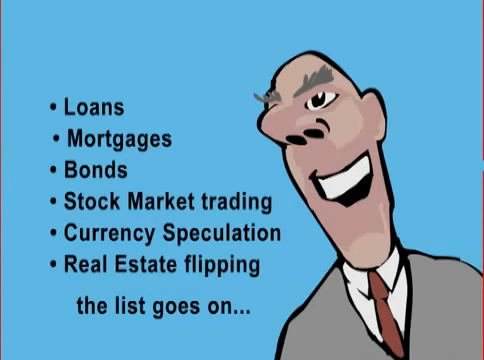 • Loans
• Mortgages
• Bonds
• Stock Market trading
• Currency Speculation
• Real Estate flipping
the list goes on...